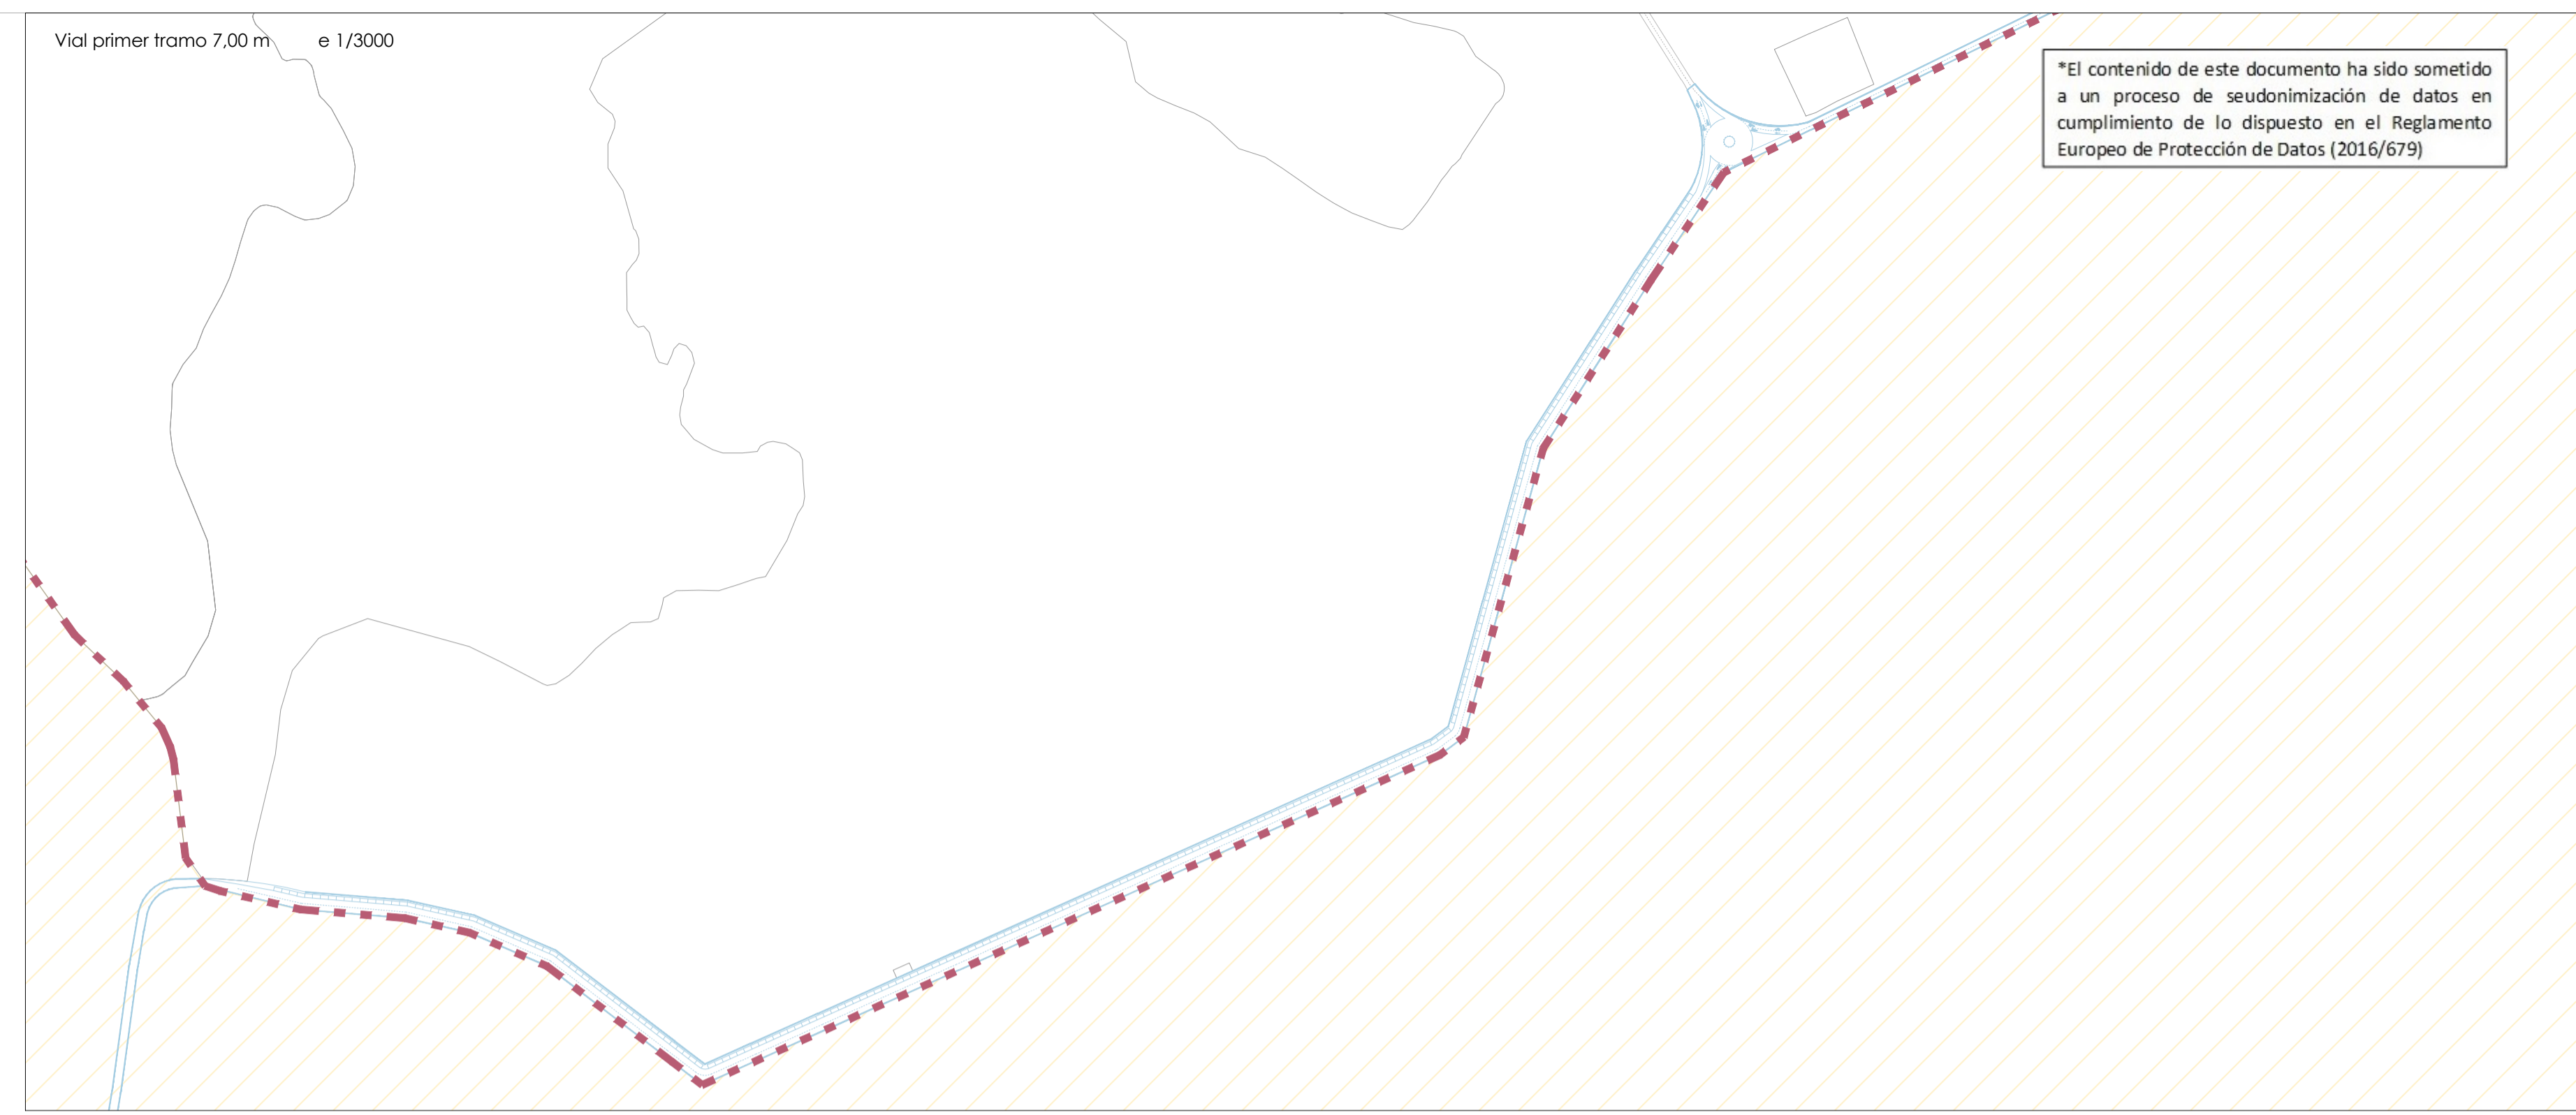 Vial primer tramo 7,00 m e 1/3000
*El contenido de este documento ha sido sometido
a un proceso de seudonimización de datos en
cumplimiento de lo dispuesto en el Reglamento
Europeo de Protección de Datos (2016/679)